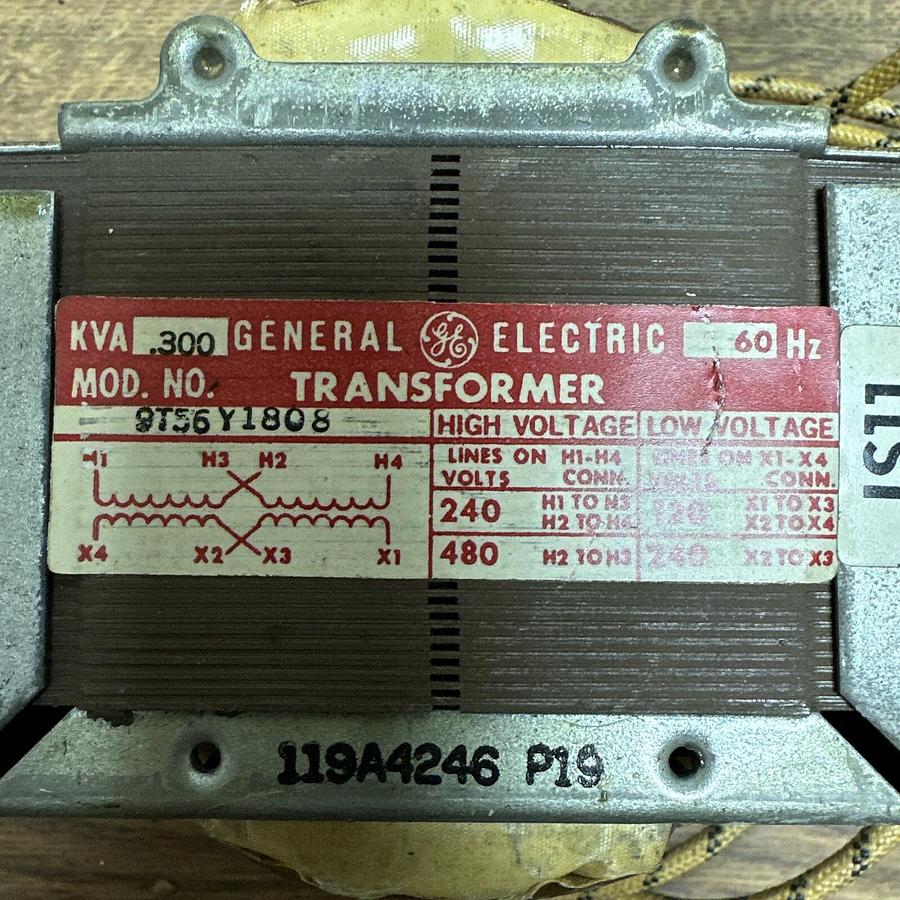 KVA .300 GENERAL GE ELECTRIC 60 Hz
MOD. NO. TRANSFORMER
9T56Y1808 HIGH VOLTAGE LOW VOLTAGE
H1 H3 H2 H4 LINES ON H1-H4 LINES ON X1-X4
VOLTS CONN. VOLTS CONN.
240 H1 TO H3 120 X1 TO X3
H2 TO H4 X2 TO X4
X4 X2 X3 X1 480 H2 TO H3 240 X2 TO X3
119A4246 P19